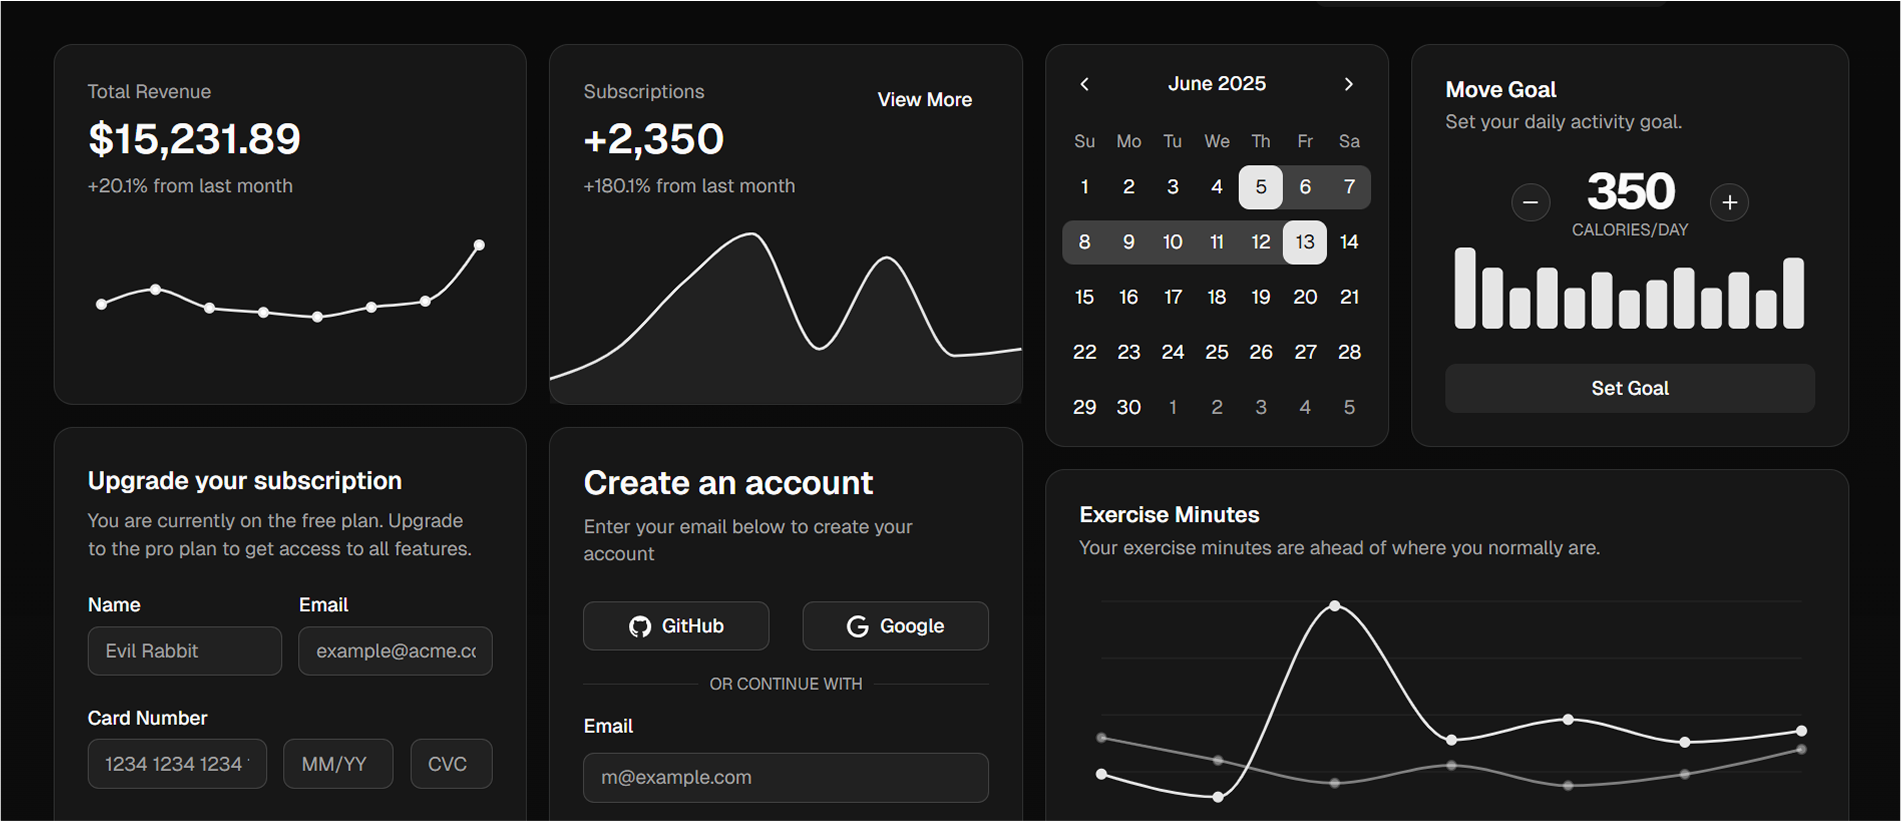 Total Revenue
$15,231.89
+20.1% from last month
Subscriptions
View More
+2,350
+180.1% from last month
June 2025
Su Mo Tu We Th Fr Sa
1 2 3 4 5 6 7
8 9 10 11 12 13 14
15 16 17 18 19 20 21
22 23 24 25 26 27 28
29 30 1 2 3 4 5
Move Goal
Set your daily activity goal.
350
CALORIES/DAY
Set Goal
Upgrade your subscription
You are currently on the free plan. Upgrade
to the pro plan to get access to all features.
Name Email
Evil Rabbit example@acme.co
Card Number
1234 1234 1234 MM/YY CVC
Create an account
Enter your email below to create your
account
GitHub Google
OR CONTINUE WITH
Email
m@example.com
Exercise Minutes
Your exercise minutes are ahead of where you normally are.